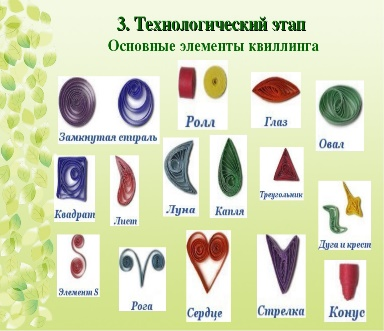 3. Технологический этап
Основные элементы квиллинга
Замкнутая спираль
Ролл
Глаз
Овал
Квадрат
Лист
Луна
Капля
Треугольник
Дуга и крест
Элемент S
Рога
Сердце
Стрелка
Конус